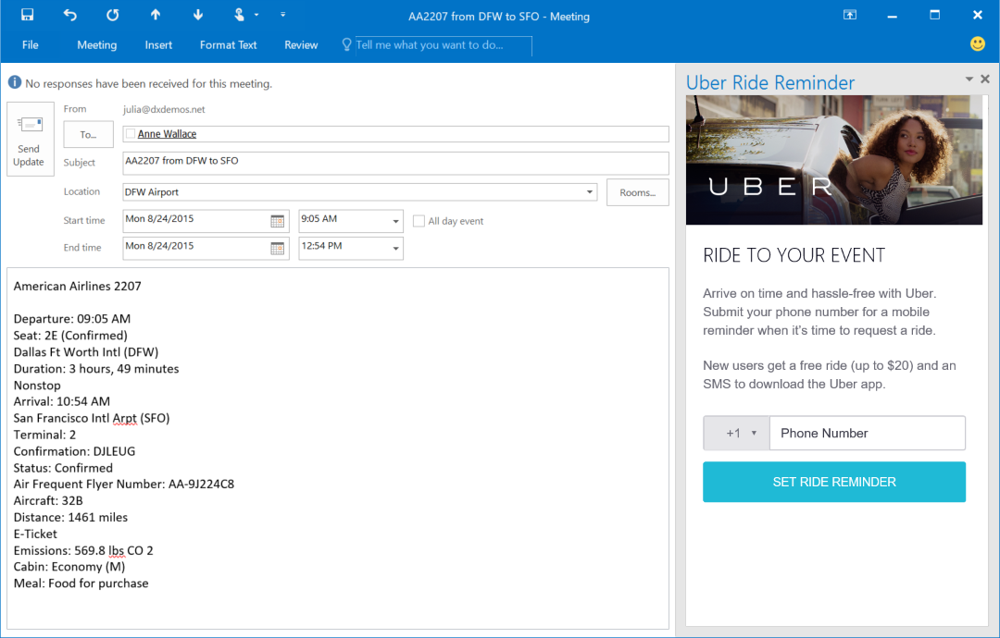 AA2207 from DFW to SFO - Meeting
File Meeting Insert Format Text Review Tell me what you want to do...
No responses have been received for this meeting.
Send Update
From julia@dxdemos.net
To... Anne Wallace
Subject AA2207 from DFW to SFO
Location DFW Airport Rooms...
Start time Mon 8/24/2015 9:05 AM All day event
End time Mon 8/24/2015 12:54 PM
American Airlines 2207
Departure: 09:05 AM
Seat: 2E (Confirmed)
Dallas Ft Worth Intl (DFW)
Duration: 3 hours, 49 minutes
Nonstop
Arrival: 10:54 AM
San Francisco Intl Arpt (SFO)
Terminal: 2
Confirmation: DJLEUG
Status: Confirmed
Air Frequent Flyer Number: AA-9J224C8
Aircraft: 32B
Distance: 1461 miles
E-Ticket
Emissions: 569.8 lbs CO 2
Cabin: Economy (M)
Meal: Food for purchase
Uber Ride Reminder
UBER
RIDE TO YOUR EVENT
Arrive on time and hassle-free with Uber.
Submit your phone number for a mobile
reminder when it's time to request a ride.
New users get a free ride (up to $20) and an
SMS to download the Uber app.
+1 Phone Number
SET RIDE REMINDER